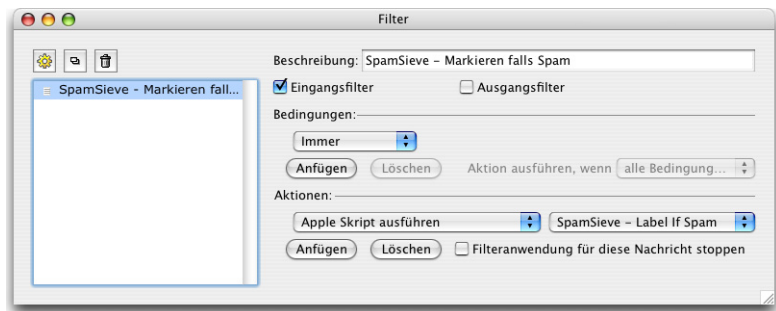 Filter
Beschreibung: SpamSieve – Markieren falls Spam
SpamSieve - Markieren fall...
Eingangsfilter Ausgangsfilter
Bedingungen:
Immer
Anfügen Löschen Aktion ausführen, wenn alle Bedingung...
Aktionen:
Apple Skript ausführen SpamSieve – Label If Spam
Anfügen Löschen Filteranwendung für diese Nachricht stoppen